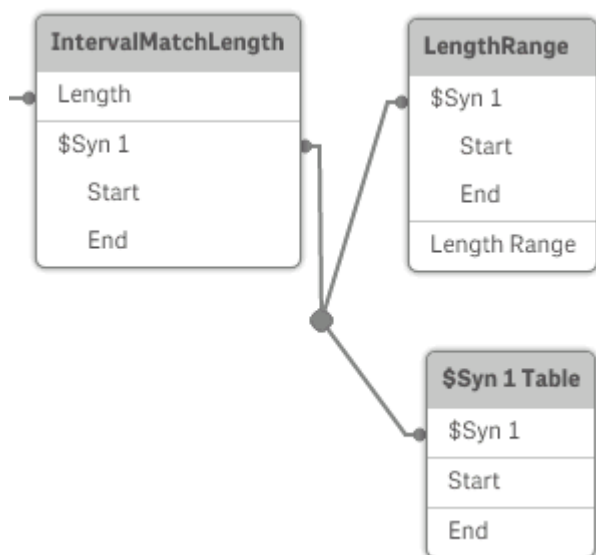 IntervalMatchLength
Length
$Syn 1
Start
End
LengthRange
$Syn 1
Start
End
Length Range
$Syn 1 Table
$Syn 1
Start
End